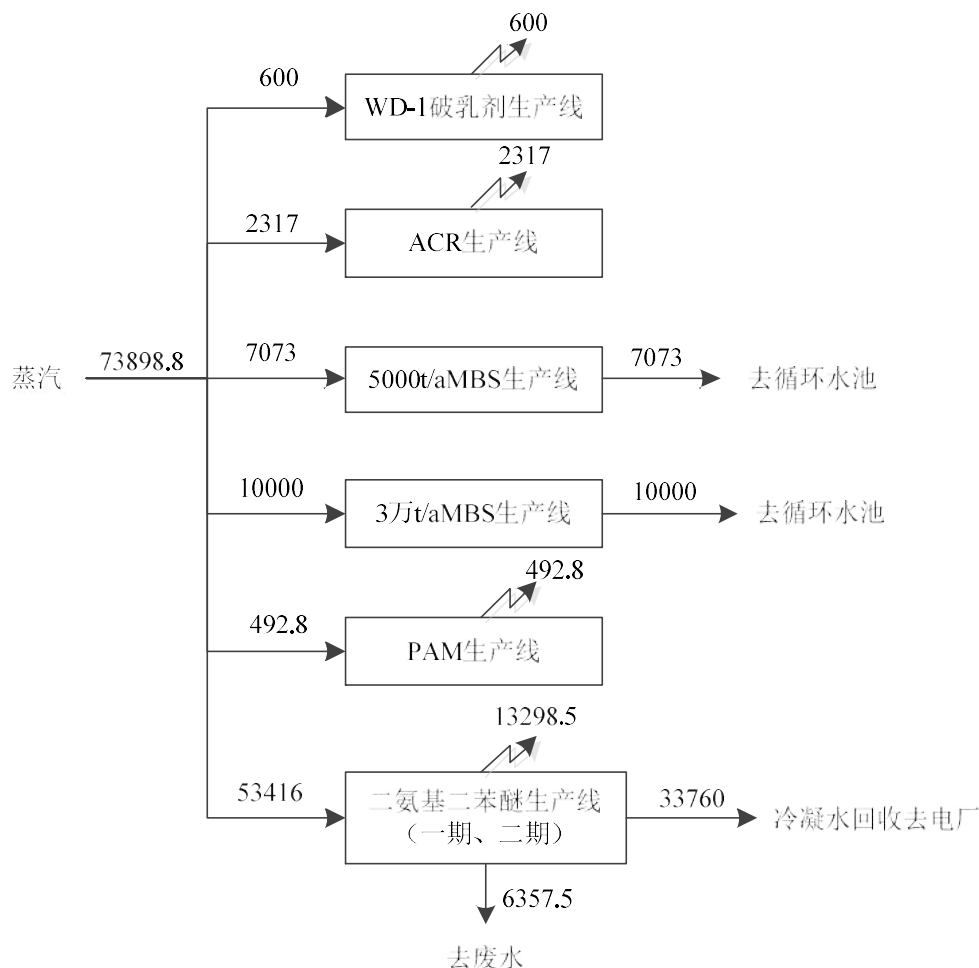 600
600
WD-1破乳剂生产线
2317
2317
ACR生产线
蒸汽
73898.8
7073
5000t/aMBS生产线
7073
去循环水池
10000
3万t/aMBS生产线
10000
去循环水池
492.8
492.8
PAM生产线
13298.5
53416
二氨基二苯醚生产线
（一期、二期）
33760
冷凝水回收去电厂
6357.5
去废水